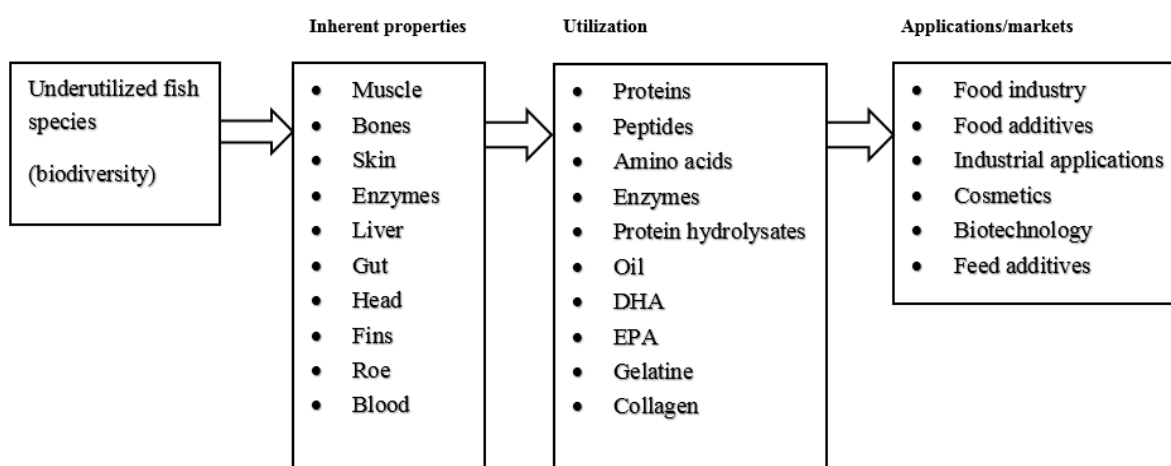 Inherent properties
Utilization
Applications/markets
Underutilized fish
species
(biodiversity)
• Muscle
• Bones
• Skin
• Enzymes
• Liver
• Gut
• Head
• Fins
• Roe
• Blood
• Proteins
• Peptides
• Amino acids
• Enzymes
• Protein hydrolysates
• Oil
• DHA
• EPA
• Gelatine
• Collagen
• Food industry
• Food additives
• Industrial applications
• Cosmetics
• Biotechnology
• Feed additives